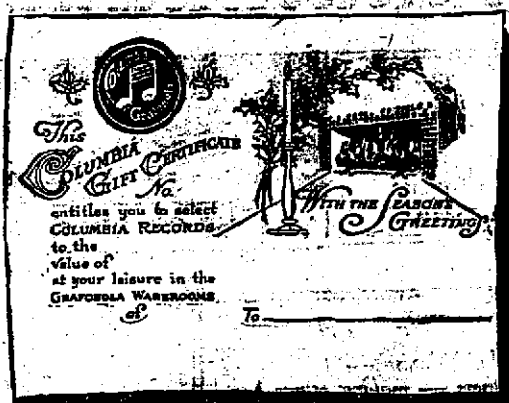 This
COLUMBIA
GIFT CERTIFICATE
No
entitles you to select
COLUMBIA RECORDS
to the
value of
at your leisure in the
GRAFONOLA WAREROOMS
of
WITH THE SEASON'S
GREETINGS
To